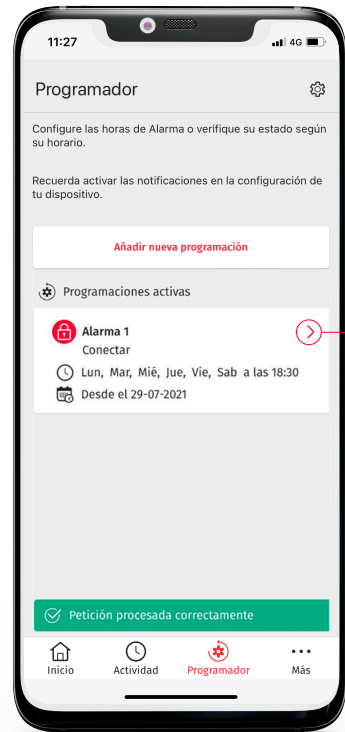 11:27
4G
Programador
Configure las horas de Alarma o verifique su estado según
su horario.
Recuerda activar las notificaciones en la configuración de
tu dispositivo.
Añadir nueva programación
Programaciones activas
Alarma 1
Conectar
Lun, Mar, Mié, Jue, Vie, Sab a las 18:30
Desde el 29-07-2021
Petición procesada correctamente
Inicio
Actividad
Programador
Más